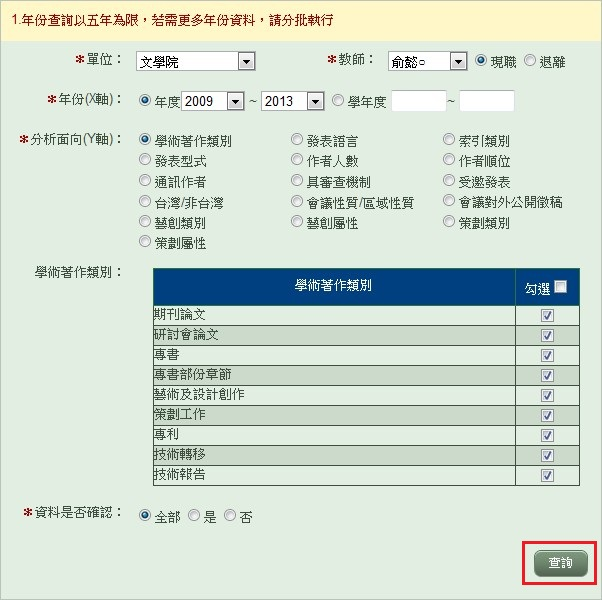 1.年份查詢以五年為限，若需更多年份資料，請分批執行
*單位： 文學院 *教師： 俞懿○ 現職 退離
*年份(X軸)： 年度 2009 ~ 2013 學年度 ~
*分析面向(Y軸)： 學術著作類別 發表語言 索引類別
發表型式 作者人數 作者順位
通訊作者 具審查機制 受邀發表
台灣/非台灣 會議性質/區域性質 會議對外公開徵稿
藝創類別 藝創屬性 策劃類別
策劃屬性
學術著作類別：
學術著作類別 勾選
期刊論文
研討會論文
專書
專書部份章節
藝術及設計創作
策劃工作
專利
技術轉移
技術報告
*資料是否確認： 全部 是 否
查詢